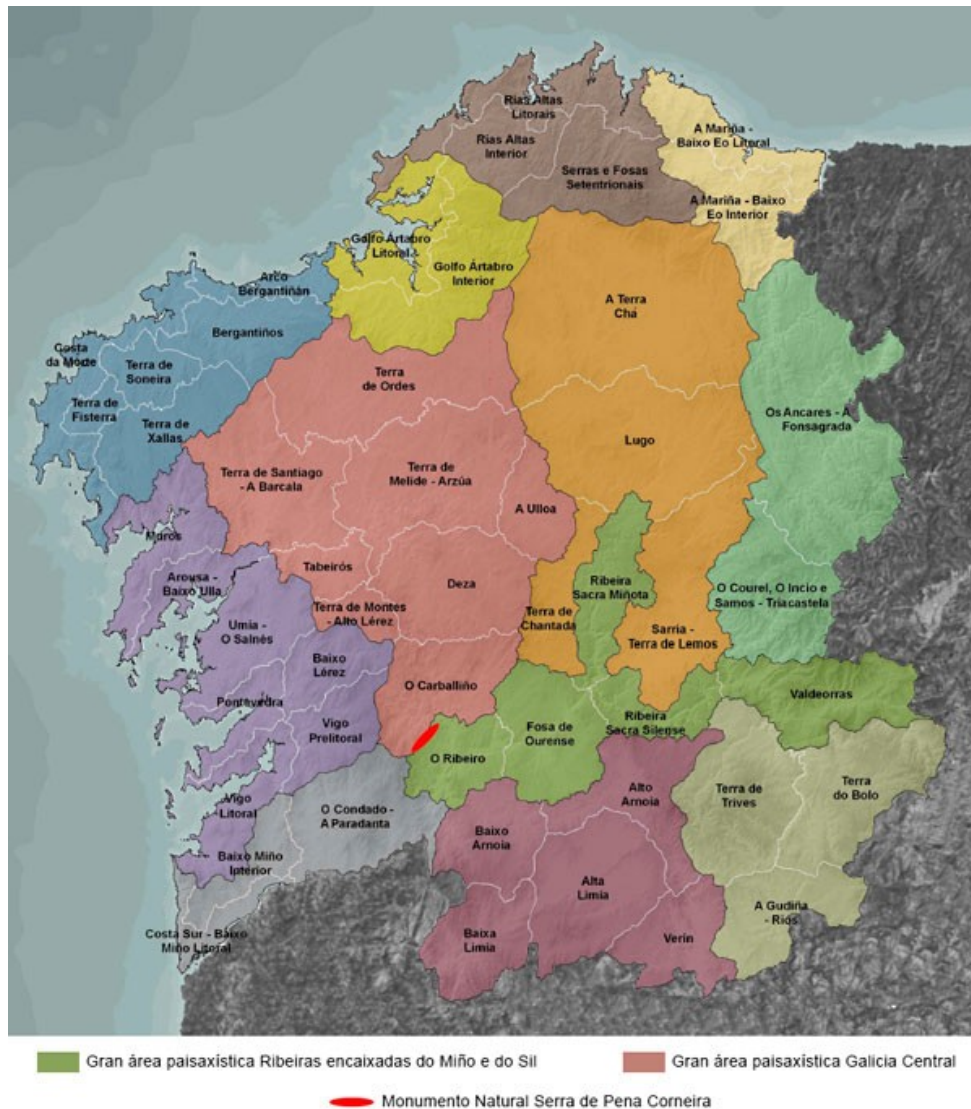 Rías Altas
Litorais
Rías Altas
Interior
Serras e Fosas
Setentrionais
A Mariña -
Baixo Eo Litoral
A Mariña - Baixo
Eo Interior
Golfo Ártabro
Litoral
Golfo Ártabro
Interior
Arco
Bergantiñán
Bergantiños
Costa
da Morte
Terra de
Soneira
Terra de
Fisterra
Terra de
Xallas
A Terra
Chá
Terra
de Ordes
Lugo
Os Ancares - A
Fonsagrada
Terra de Santiago
- A Barcala
Terra de
Melide - Arzúa
A Ulloa
Muros
Arousa -
Baixo Ulla
Tabeirós
Deza
Ribeira
Sacra Miñota
O Courel, O Incio e
Samos - Triacastela
Terra de Montes
- Alto Lérez
Terra de
Chantada
Umia -
O Salnés
Sarria -
Terra de Lemos
Baixo
Lérez
O Carballiño
Pontevedra
Valdeorras
Vigo
Prelitoral
Ribeira
Sacra Silense
Fosa de
Ourense
O Ribeiro
Vigo
Litoral
O Condado -
A Paradanta
Alto
Arnoia
Terra de
Trives
Terra
do Bolo
Baixo
Arnoia
Baixo Miño
Interior
Alta
Limia
A Gudiña
- Riós
Costa Sur - Baixo
Miño Litoral
Baixa
Limia
Verín
Gran área paisaxística Ribeiras encaixadas do Miño e do Sil
Gran área paisaxística Galicia Central
Monumento Natural Serra de Pena Corneira